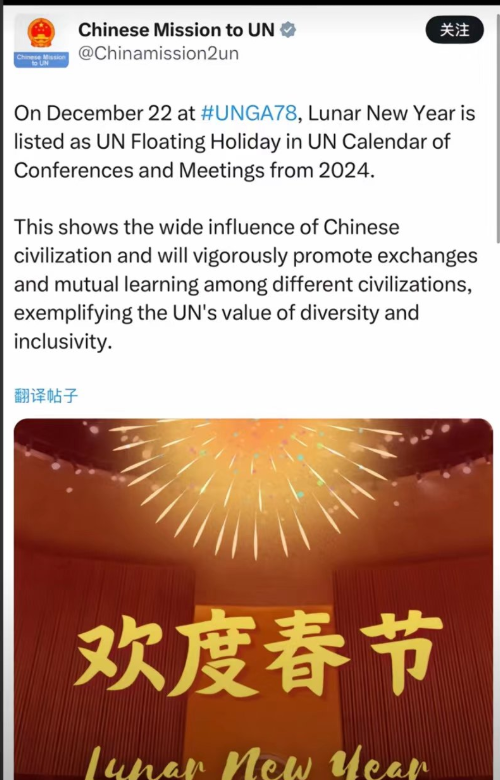 Chinese Mission to UN
@Chinamission2un
关注
Chinese Mission
to UN
On December 22 at #UNGA78, Lunar New Year is
listed as UN Floating Holiday in UN Calendar of
Conferences and Meetings from 2024.
This shows the wide influence of Chinese
civilization and will vigorously promote exchanges
and mutual learning among different civilizations,
exemplifying the UN's value of diversity and
inclusivity.
翻译帖子
欢度春节
Lunar New Year